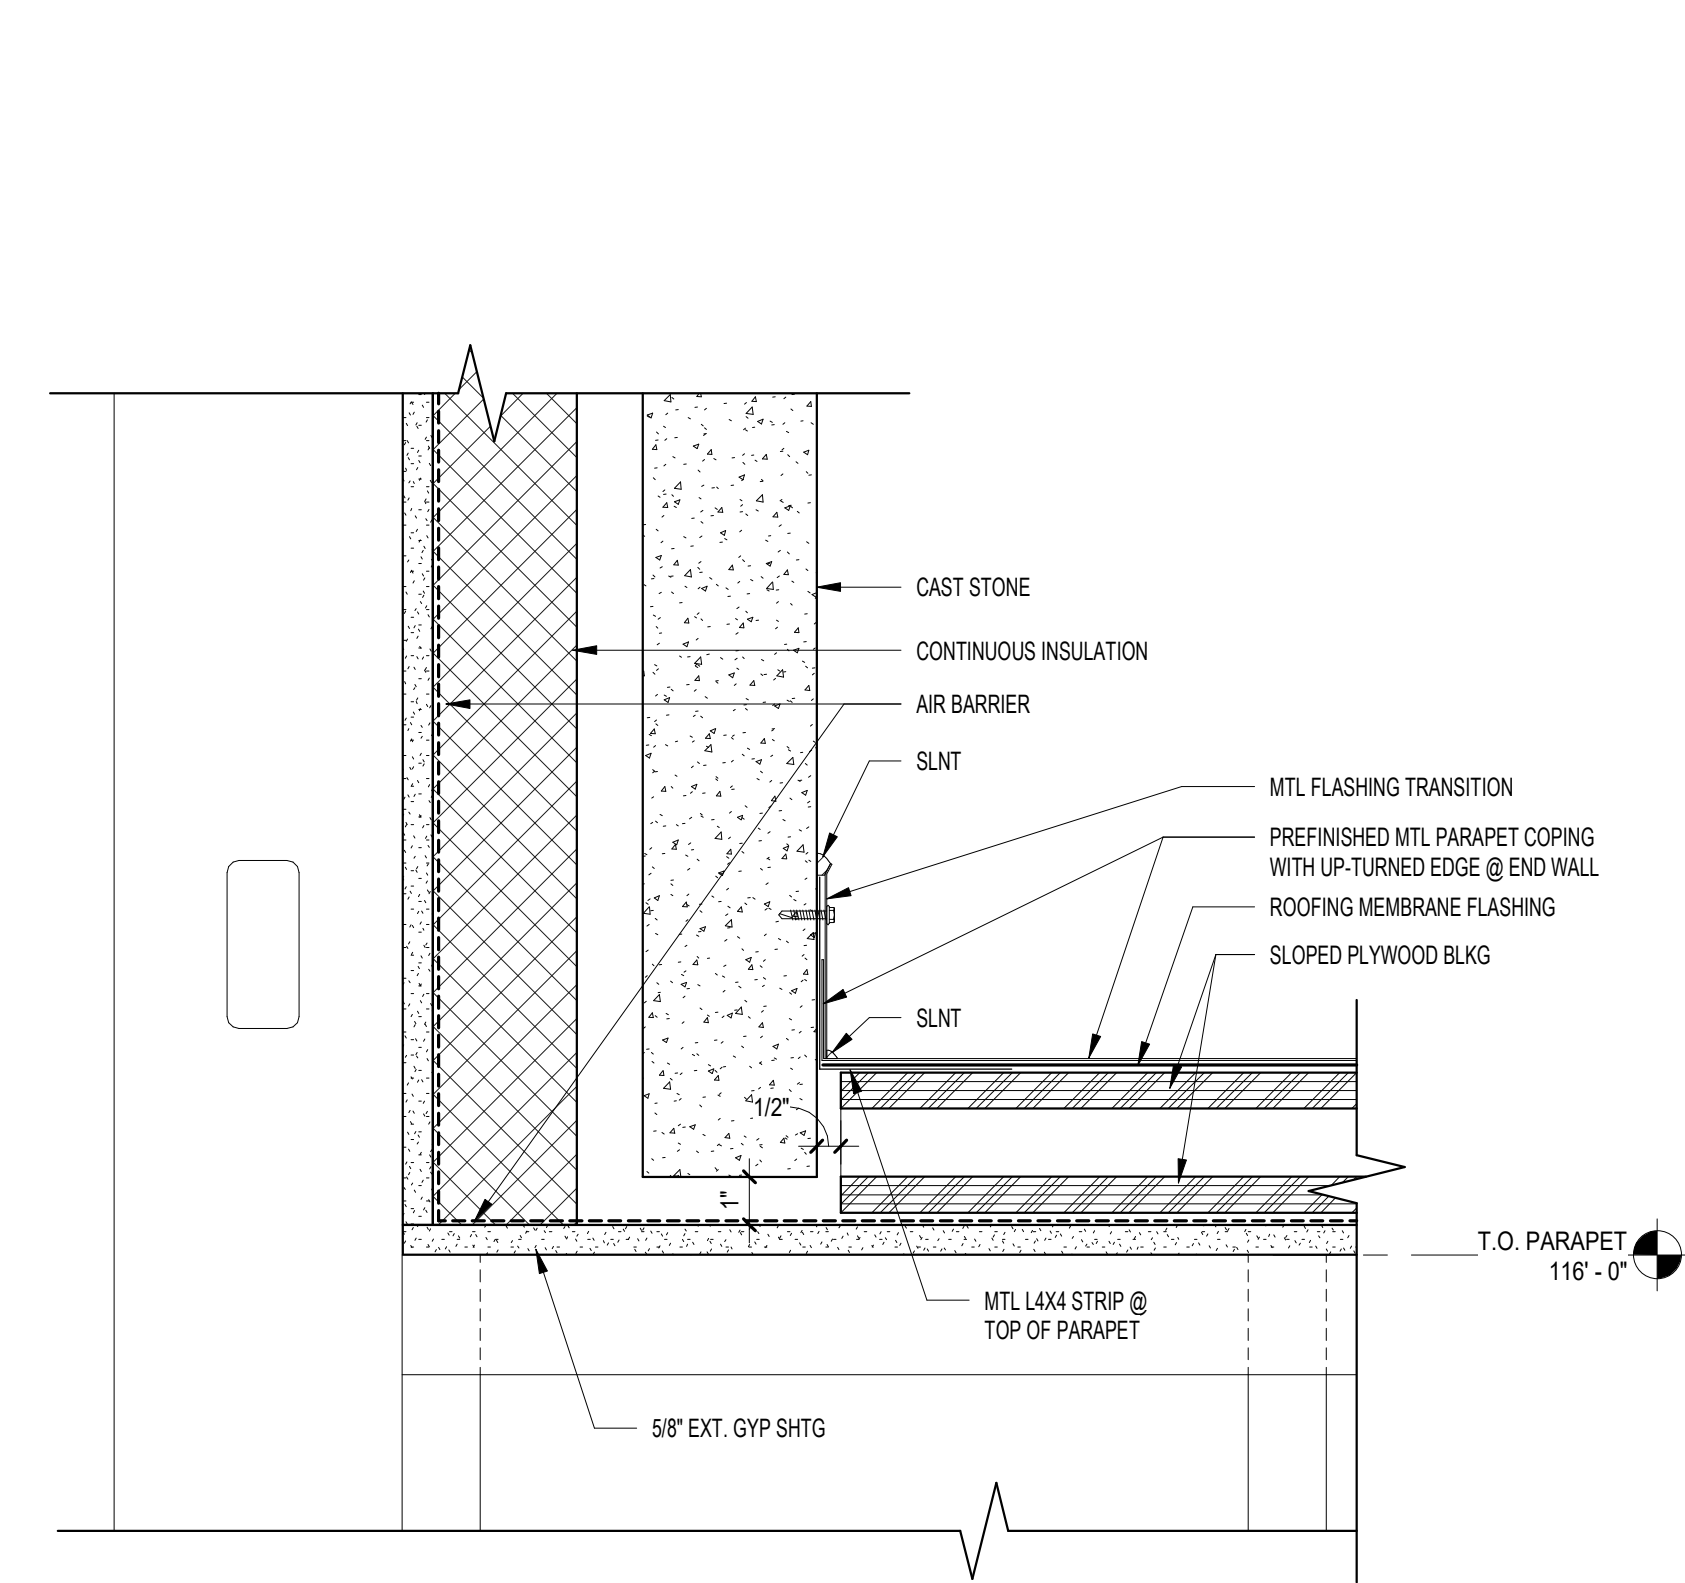 CAST STONE
CONTINUOUS INSULATION
AIR BARRIER
SLNT
MTL FLASHING TRANSITION
PREFINISHED MTL PARAPET COPING
WITH UP-TURNED EDGE @ END WALL
ROOFING MEMBRANE FLASHING
SLOPED PLYWOOD BLKG
SLNT
1/2"
1"
T.O. PARAPET
116' - 0"
MTL L4X4 STRIP @
TOP OF PARAPET
5/8" EXT. GYP SHTG